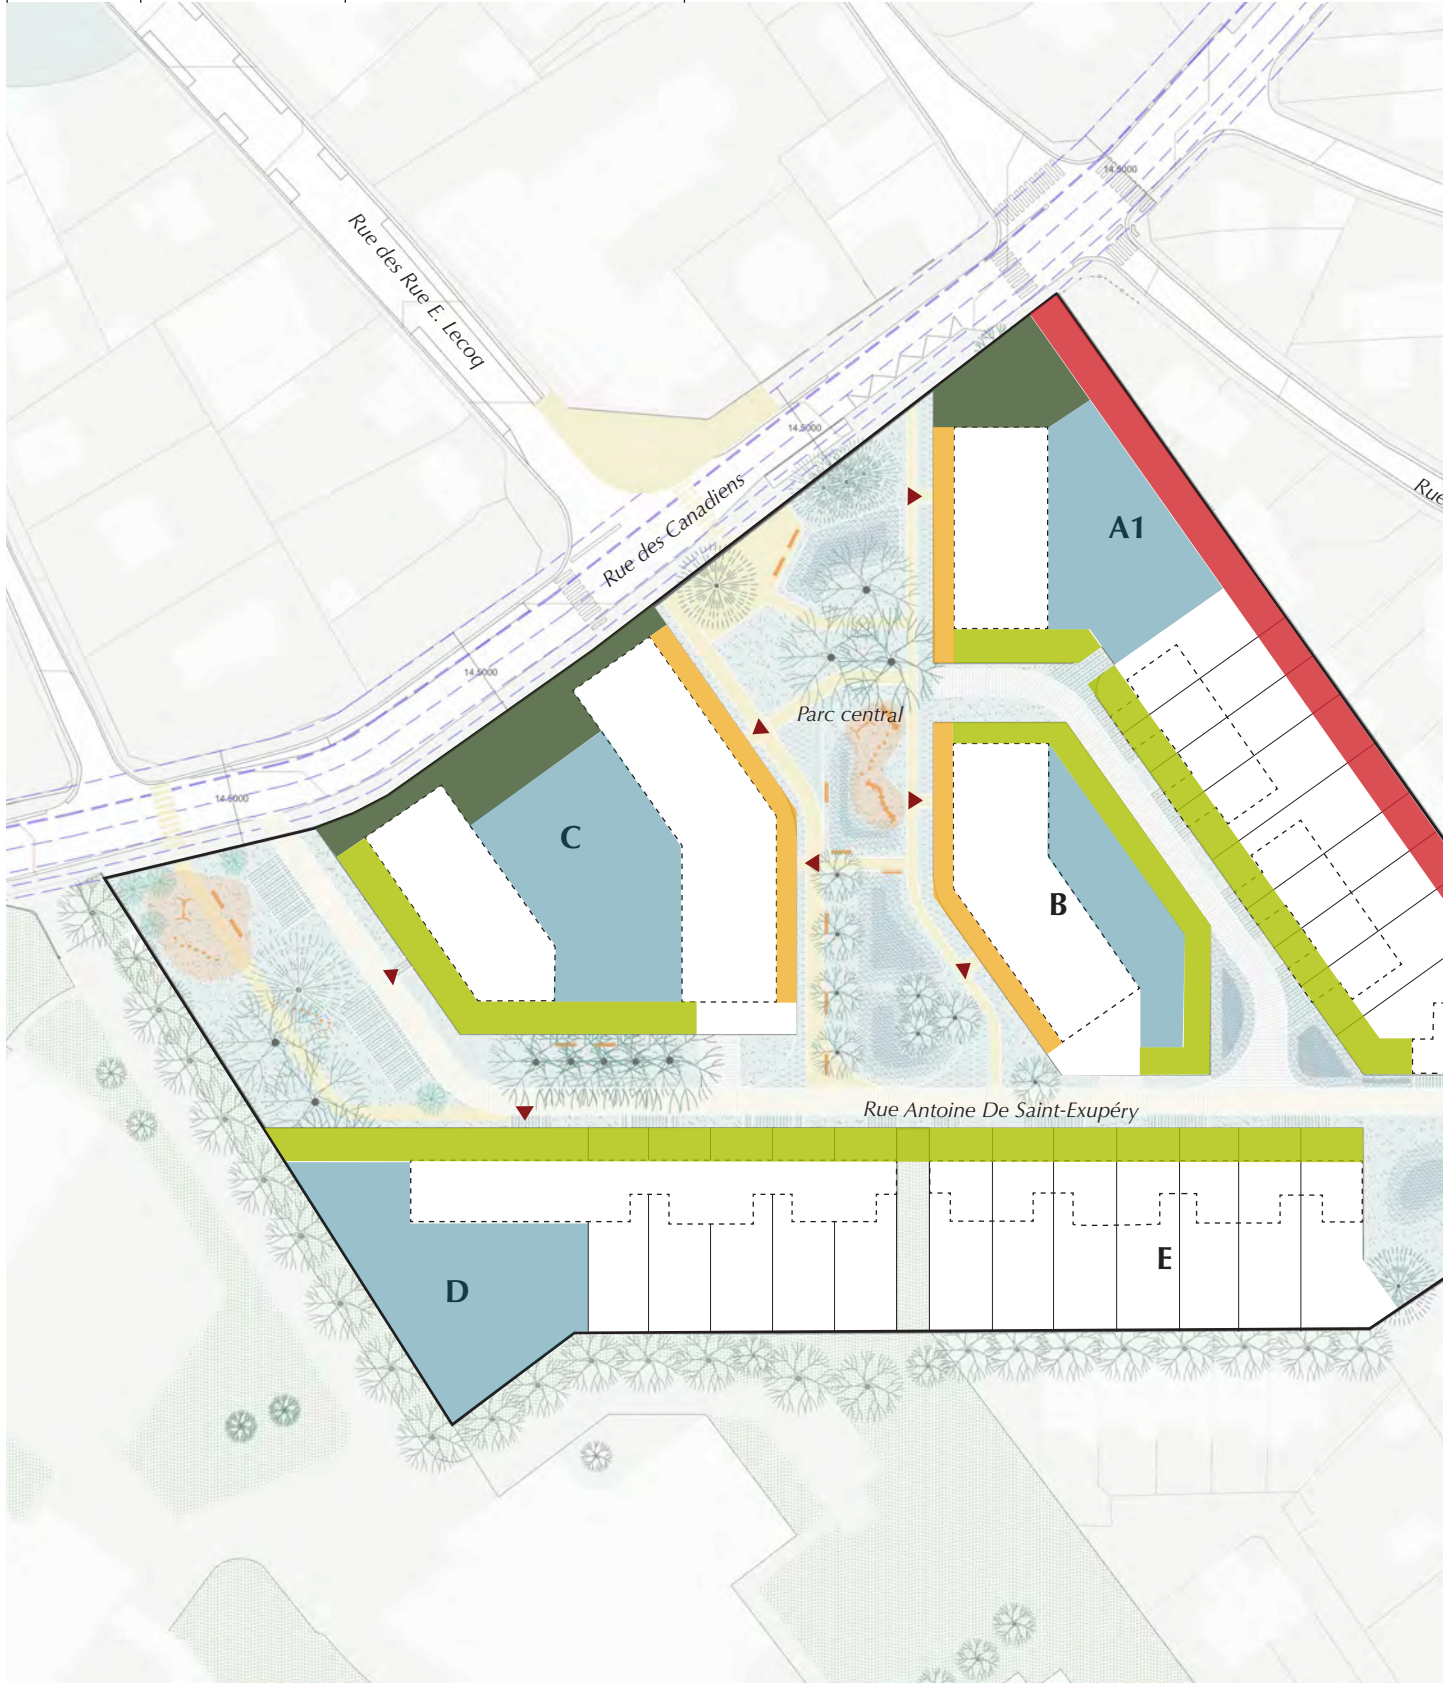 14.5000
Rue des Rue E. Lecoq
14.5000
Rue
Rue des Canadiens
A1
14.5000
Parc central
14.5000
C
B
Rue Antoine De Saint-Exupéry
E
D